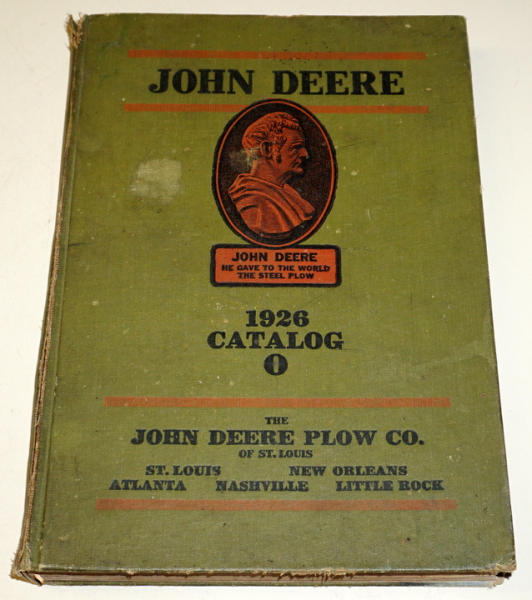 JOHN DEERE
JOHN DEERE
HE GAVE TO THE WORLD
THE STEEL PLOW
1926
CATALOG
O
THE
JOHN DEERE PLOW CO.
OF ST. LOUIS
ST. LOUIS NEW ORLEANS
ATLANTA NASHVILLE LITTLE ROCK